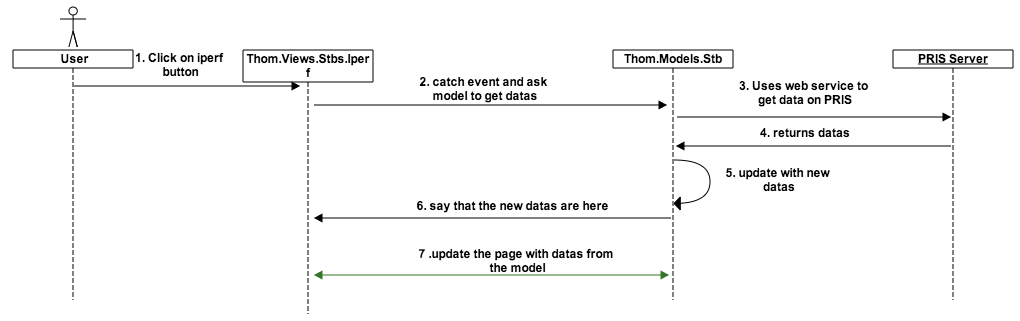 User
1. Click on iperf
button
Thom.Views.Stbs.Iper
f
Thom.Models.Stb
PRIS Server
2. catch event and ask
model to get datas
3. Uses web service to
get data on PRIS
4. returns datas
5. update with new
datas
6. say that the new datas are here
7 .update the page with datas from
the model